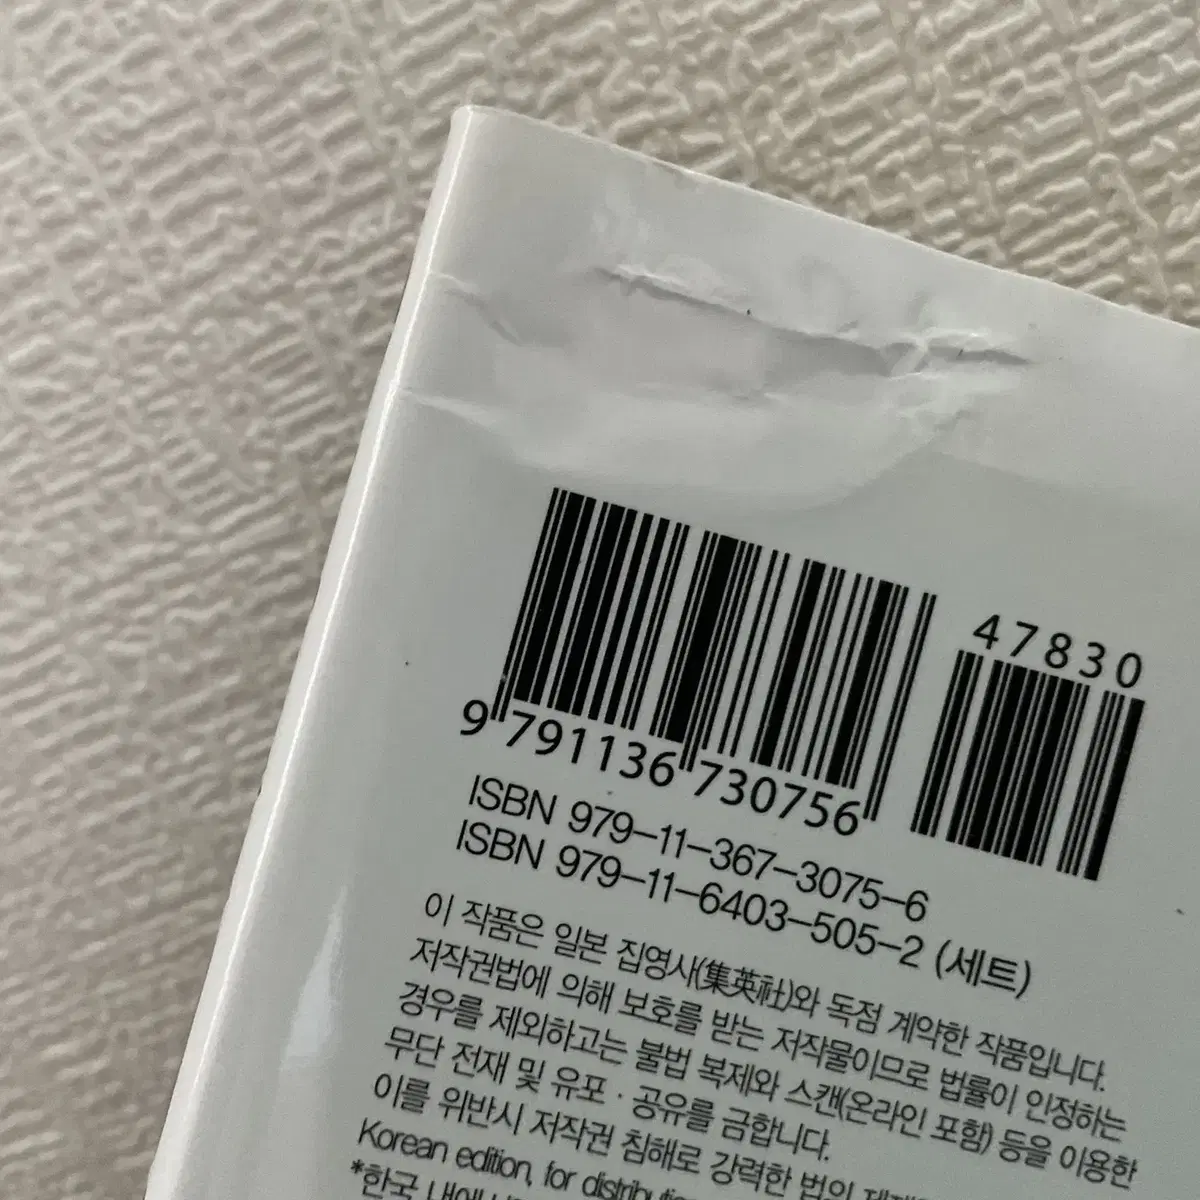 47830
9 791136 730756
ISBN 979-11-367-3075-6
ISBN 979-11-6403-505-2 (세트)
이 작품은 일본 집영사(集英社)와 독점 계약한 작품입니다.
저작권법에 의해 보호를 받는 저작물이므로 법률이 인정하는
경우를 제외하고는 불법 복제와 스캔(온라인 포함) 등을 이용한
무단 전재 및 유포·공유를 금합니다.
이를 위반시 저작권 침해로 강력한 법의
Korean edition, for
*한국 내에